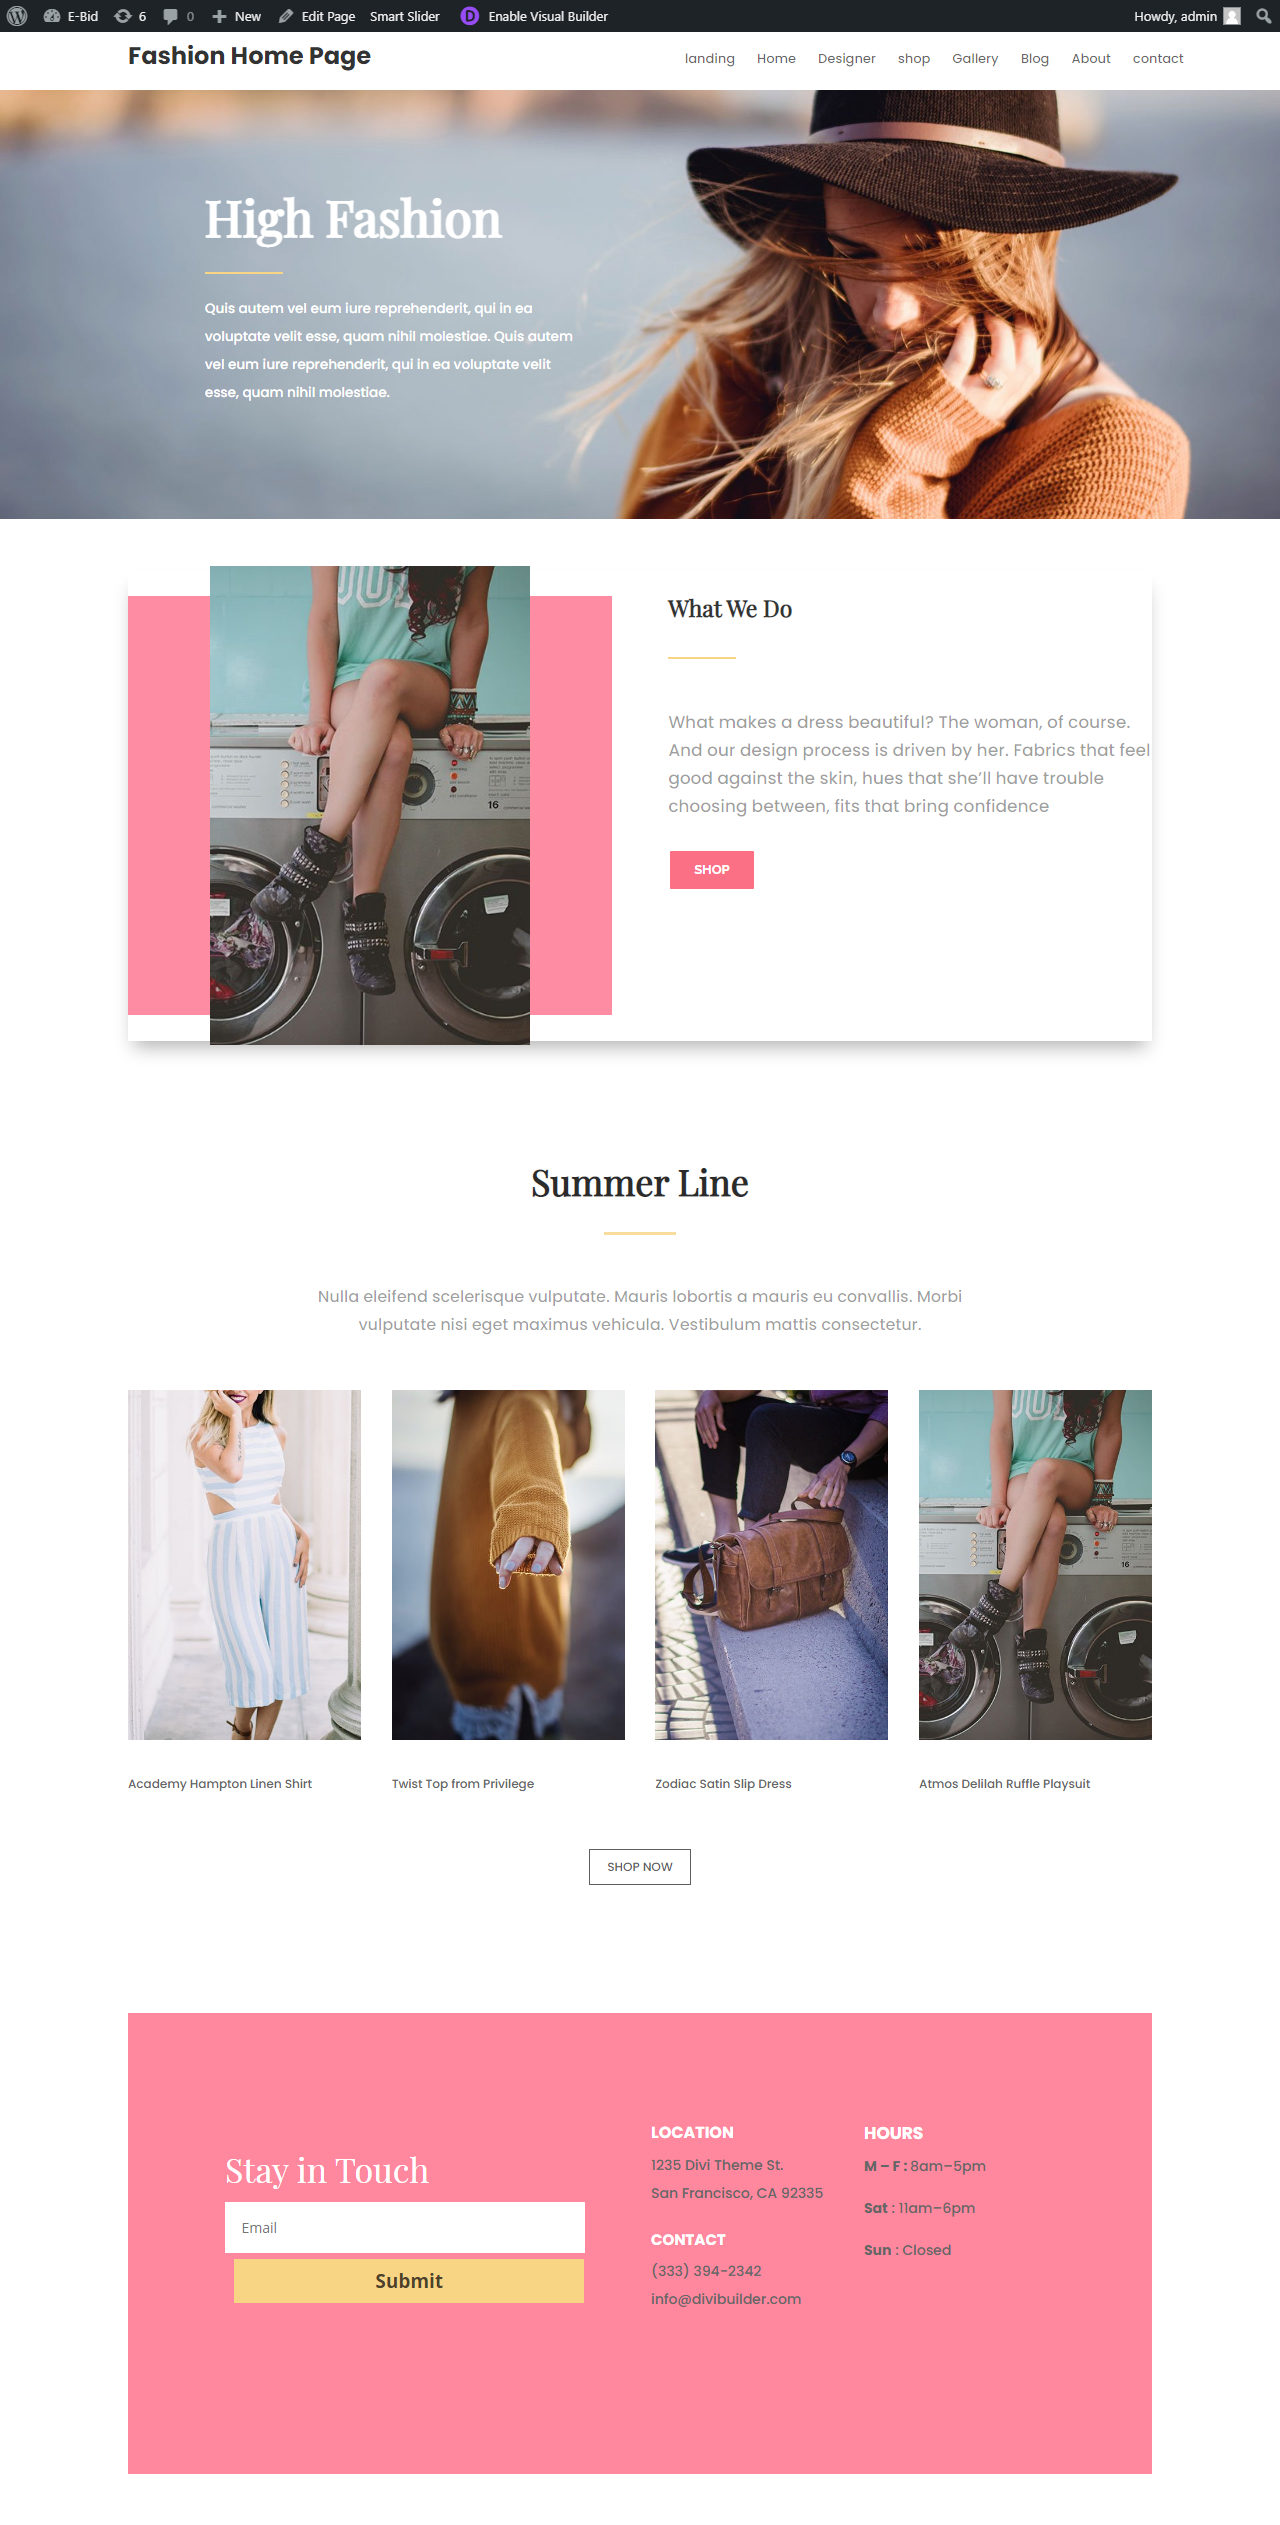 E-Bid 6 0 New Edit Page Smart Slider D Enable Visual Builder Howdy, admin
Fashion Home Page
landing Home Designer shop Gallery Blog About contact
High Fashion
Quis autem vel eum iure reprehenderit, qui in ea
voluptate velit esse, quam nihil molestiae. Quis autem
vel eum iure reprehenderit, qui in ea voluptate velit
esse, quam nihil molestiae.
16
What We Do
What makes a dress beautiful? The woman, of course.
And our design process is driven by her. Fabrics that feel
good against the skin, hues that she’ll have trouble
choosing between, fits that bring confidence
SHOP
Summer Line
Nulla eleifend scelerisque vulputate. Mauris lobortis a mauris eu convallis. Morbi
vulputate nisi eget maximus vehicula. Vestibulum mattis consectetur.
16
Academy Hampton Linen Shirt
Twist Top from Privilege
Zodiac Satin Slip Dress
Atmos Delilah Ruffle Playsuit
SHOP NOW
Stay in Touch
Email
Submit
LOCATION
1235 Divi Theme St.
San Francisco, CA 92335
CONTACT
(333) 394-2342
info@divibuilder.com
HOURS
M – F : 8am–5pm
Sat : 11am–6pm
Sun : Closed